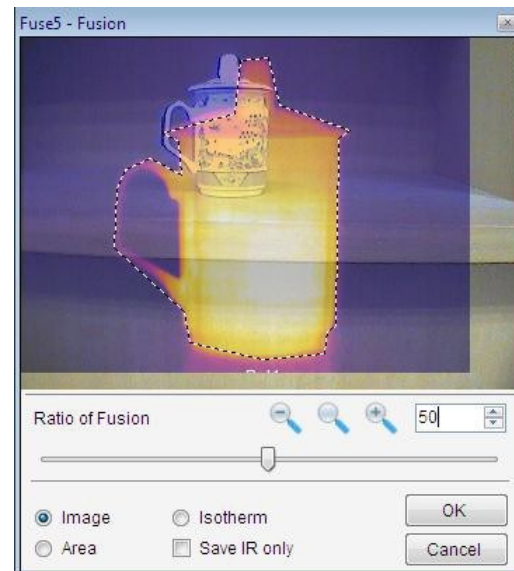 Fuse5 - Fusion
Ratio of Fusion
50
Image
Isotherm
OK
Area
Save IR only
Cancel